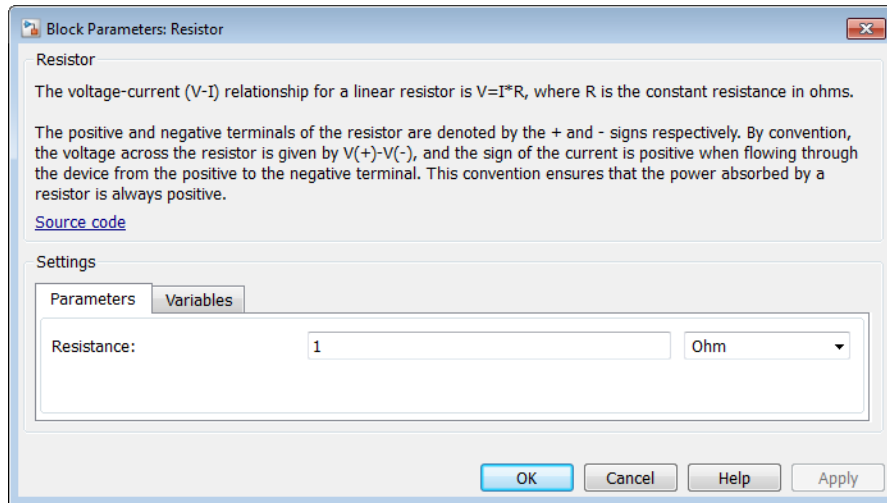 Block Parameters: Resistor
Resistor
The voltage-current (V-I) relationship for a linear resistor is V=I*R, where R is the constant resistance in ohms.
The positive and negative terminals of the resistor are denoted by the + and - signs respectively. By convention,
the voltage across the resistor is given by V(+)-V(-), and the sign of the current is positive when flowing through
the device from the positive to the negative terminal. This convention ensures that the power absorbed by a
resistor is always positive.
Source code
Settings
Parameters Variables
Resistance: 1 Ohm
OK Cancel Help Apply